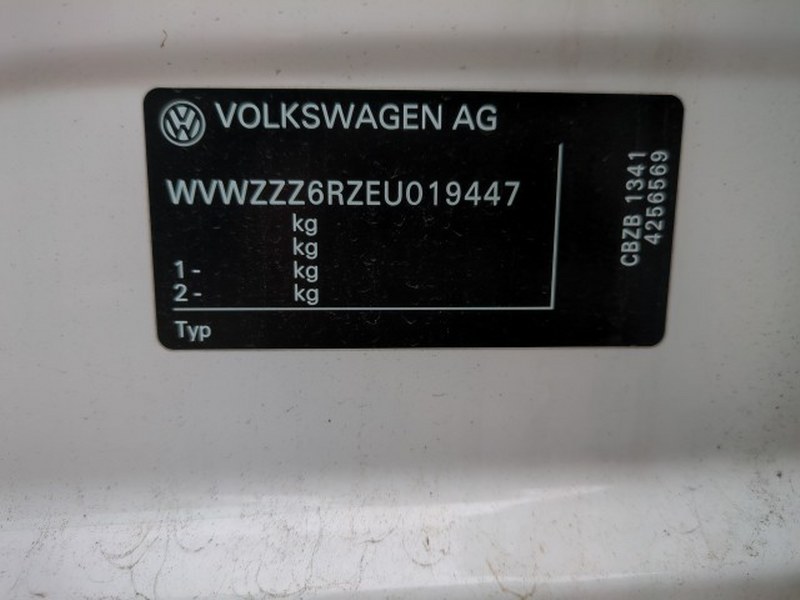 VOLKSWAGEN AG
WVWZZZ6RZEU019447
kg
kg
1- kg
2- kg
Typ
CBZB 1341
4256569